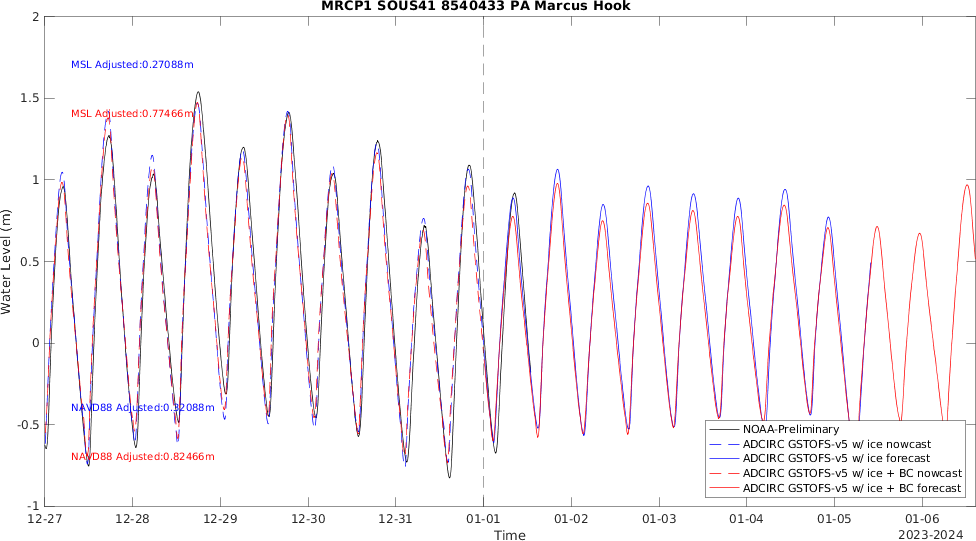 MRCP1 SOUS41 8540433 PA Marcus Hook
2
MSL Adjusted:0.27088m
1.5
MSL Adjusted:0.77466m
1
Water Level (m)
0.5
0
NAVD88 Adjusted:0.32088m
-0.5
NAVD88 Adjusted:0.82466m
NOAA-Preliminary
ADCIRC GSTOFS-v5 w/ ice nowcast
ADCIRC GSTOFS-v5 w/ ice forecast
ADCIRC GSTOFS-v5 w/ ice + BC nowcast
ADCIRC GSTOFS-v5 w/ ice + BC forecast
-1
12-27 12-28 12-29 12-30 12-31 01-01 01-02 01-03 01-04 01-05 01-06
Time
2023-2024